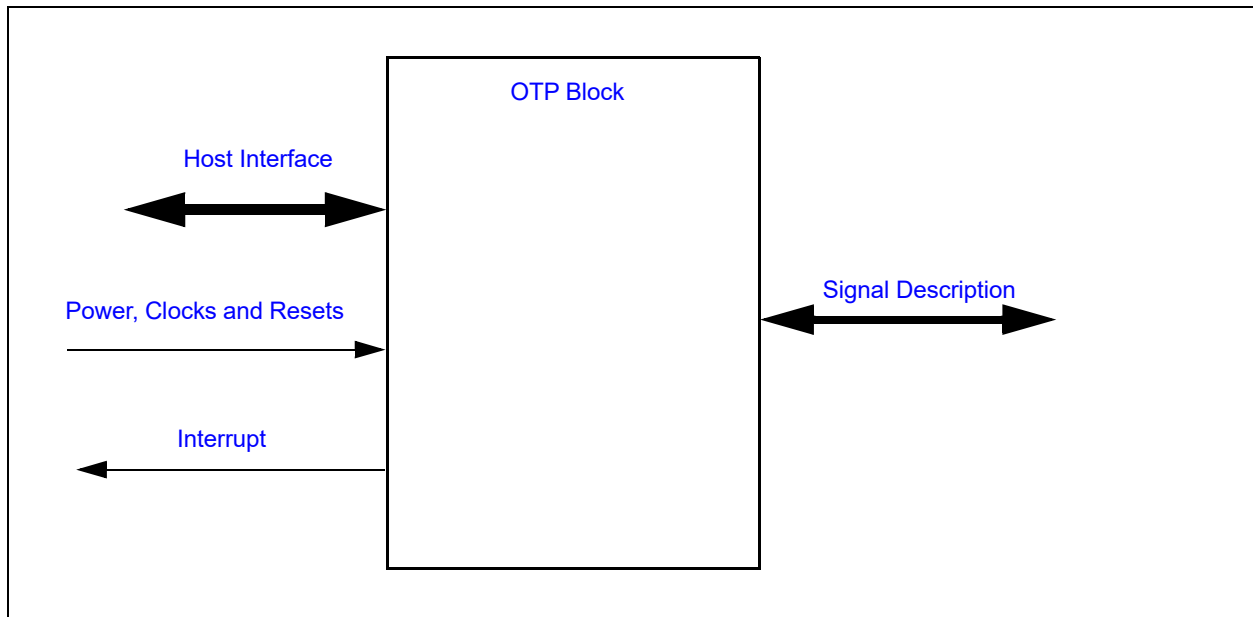 OTP Block
Host Interface
Power, Clocks and Resets
Signal Description
Interrupt